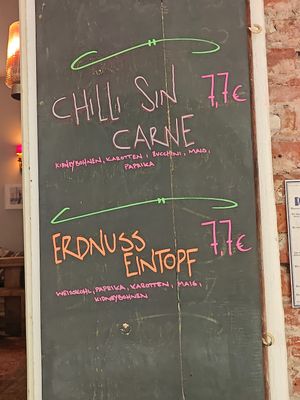 CHILLI SIN 7,7€
CARNE
KIDNEYBOHNEN, KAROTTEN, ZUCCHINI, MAIS,
PAPRIKA
ERDNUSS 7,7€
EINTOPF
WEISSKOHL, PAPRIKA, KAROTTEN, MAIS,
KIDNEYBOHNEN